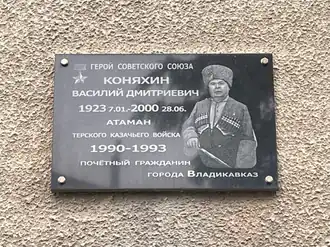 ГЕРОЙ СОВЕТСКОГО СОЮЗА
КОНЯХИН
ВАСИЛИЙ ДМИТРИЕВИЧ
1923 7.01.-2000 28.06.
АТАМАН
ТЕРСКОГО КАЗАЧЬЕГО ВОЙСКА
1990-1993
ПОЧЁТНЫЙ ГРАЖДАНИН
ГОРОДА ВЛАДИКАВКАЗ